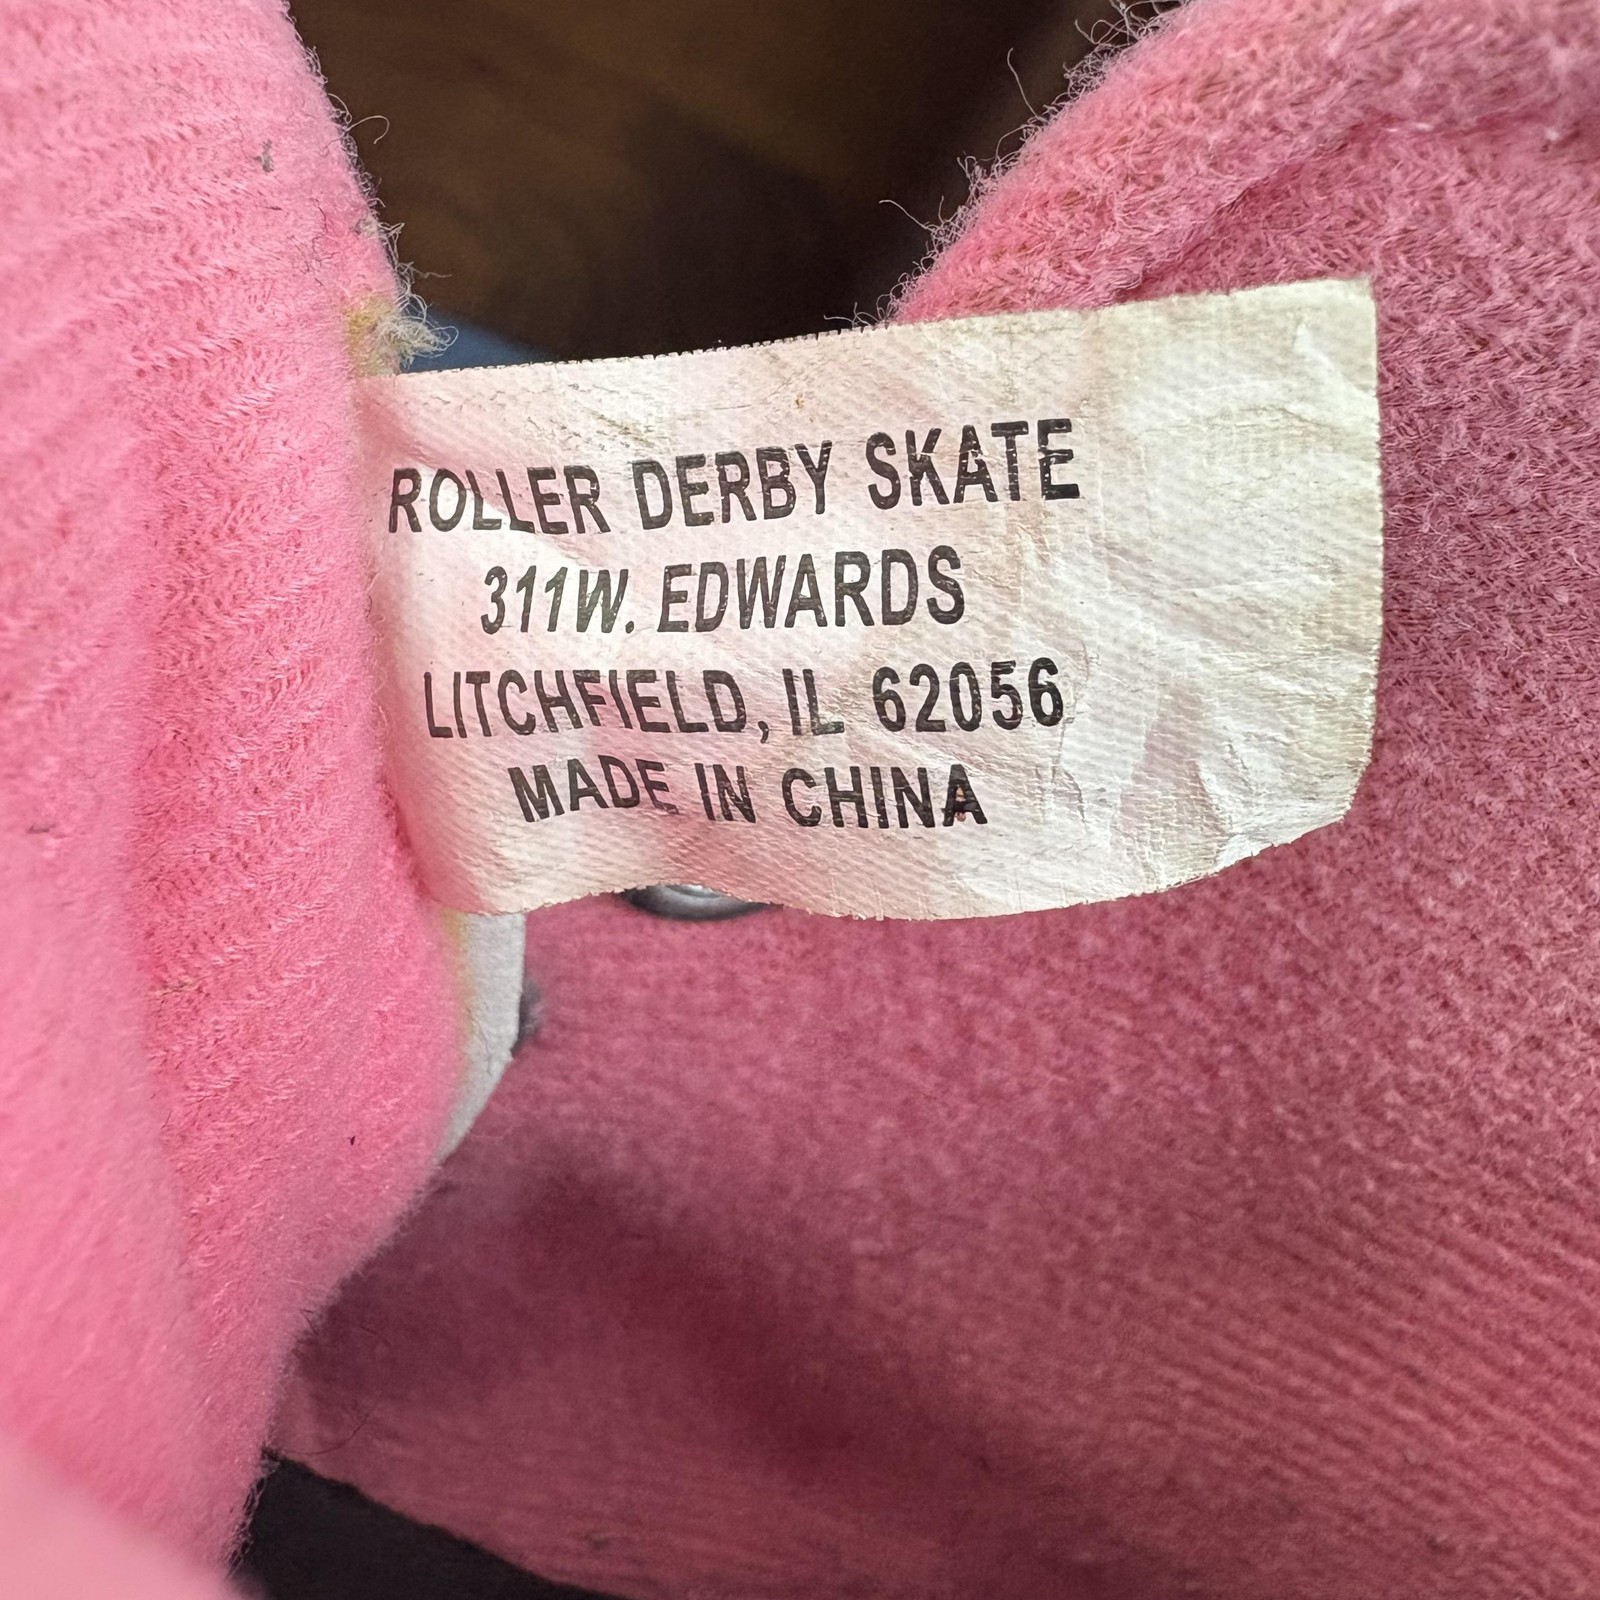 ROLLER DERBY SKATE
311W. EDWARDS
LITCHFIELD, IL 62056
MADE IN CHINA